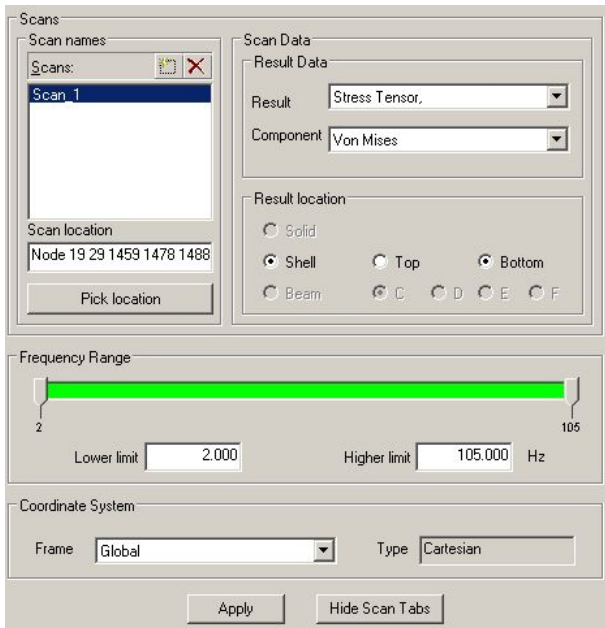 Scans
Scan names
Scans:
Scan_1
Scan location
Node 19 29 1459 1478 1488
Pick location
Scan Data
Result Data
Result Stress Tensor,
Component Von Mises
Result location
Solid
Shell Top Bottom
Beam C D E F
Frequency Range
2 105
Lower limit 2.000 Higher limit 105.000 Hz
Coordinate System
Frame Global Type Cartesian
Apply Hide Scan Tabs